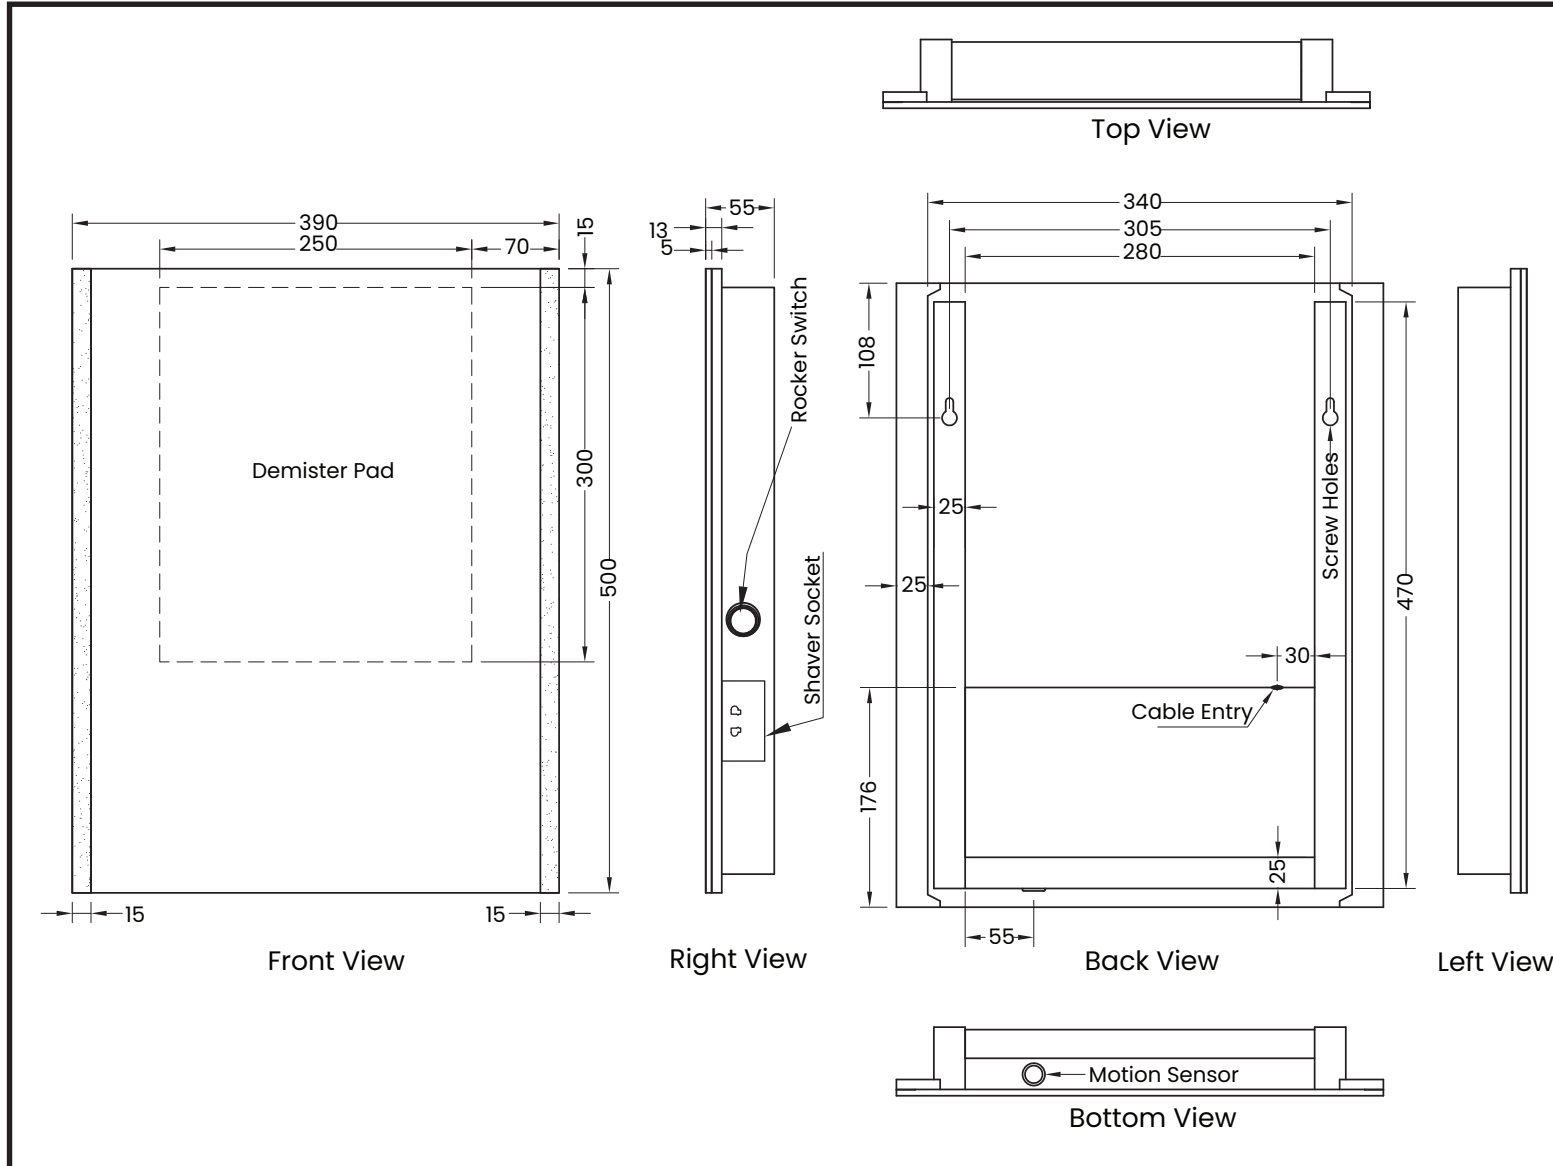 Top View
390
250
70
15
300
500
Demister Pad
15
15
Front View
55
13
5
Rocker Switch
Shaver Socket
Right View
340
305
280
108
25
25
Screw Holes
470
30
Cable Entry
176
25
55
Back View
Left View
Motion Sensor
Bottom View